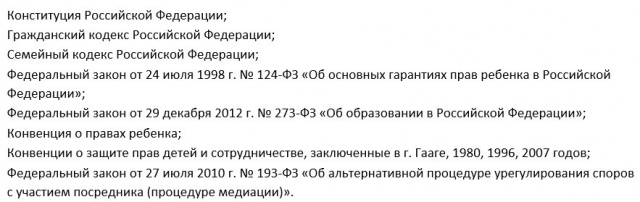 Конституция Российской Федерации;
Гражданский кодекс Российской Федерации;
Семейный кодекс Российской Федерации;
Федеральный закон от 24 июля 1998 г. № 124-ФЗ «Об основных гарантиях прав ребенка в Российской
Федерации»;
Федеральный закон от 29 декабря 2012 г. № 273-ФЗ «Об образовании в Российской Федерации»;
Конвенция о правах ребенка;
Конвенции о защите прав детей и сотрудничестве, заключенные в г. Гааге, 1980, 1996, 2007 годов;
Федеральный закон от 27 июля 2010 г. № 193-ФЗ «Об альтернативной процедуре урегулирования споров
с участием посредника (процедуре медиации)».